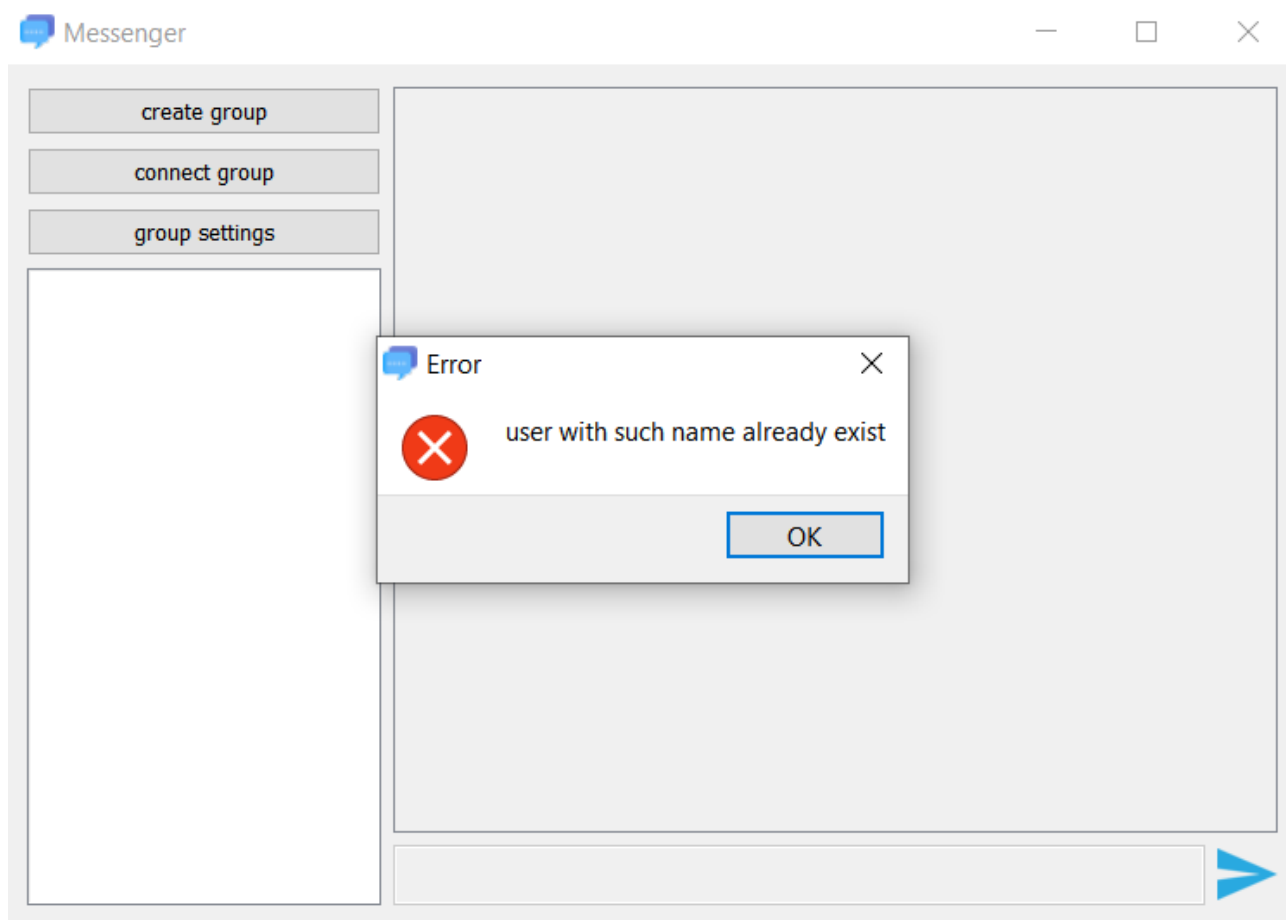 Messenger
create group
connect group
group settings
Error
user with such name already exist
OK